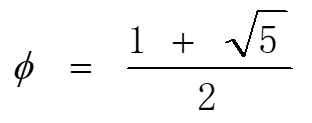 ϕ = (1 + √5) / 2